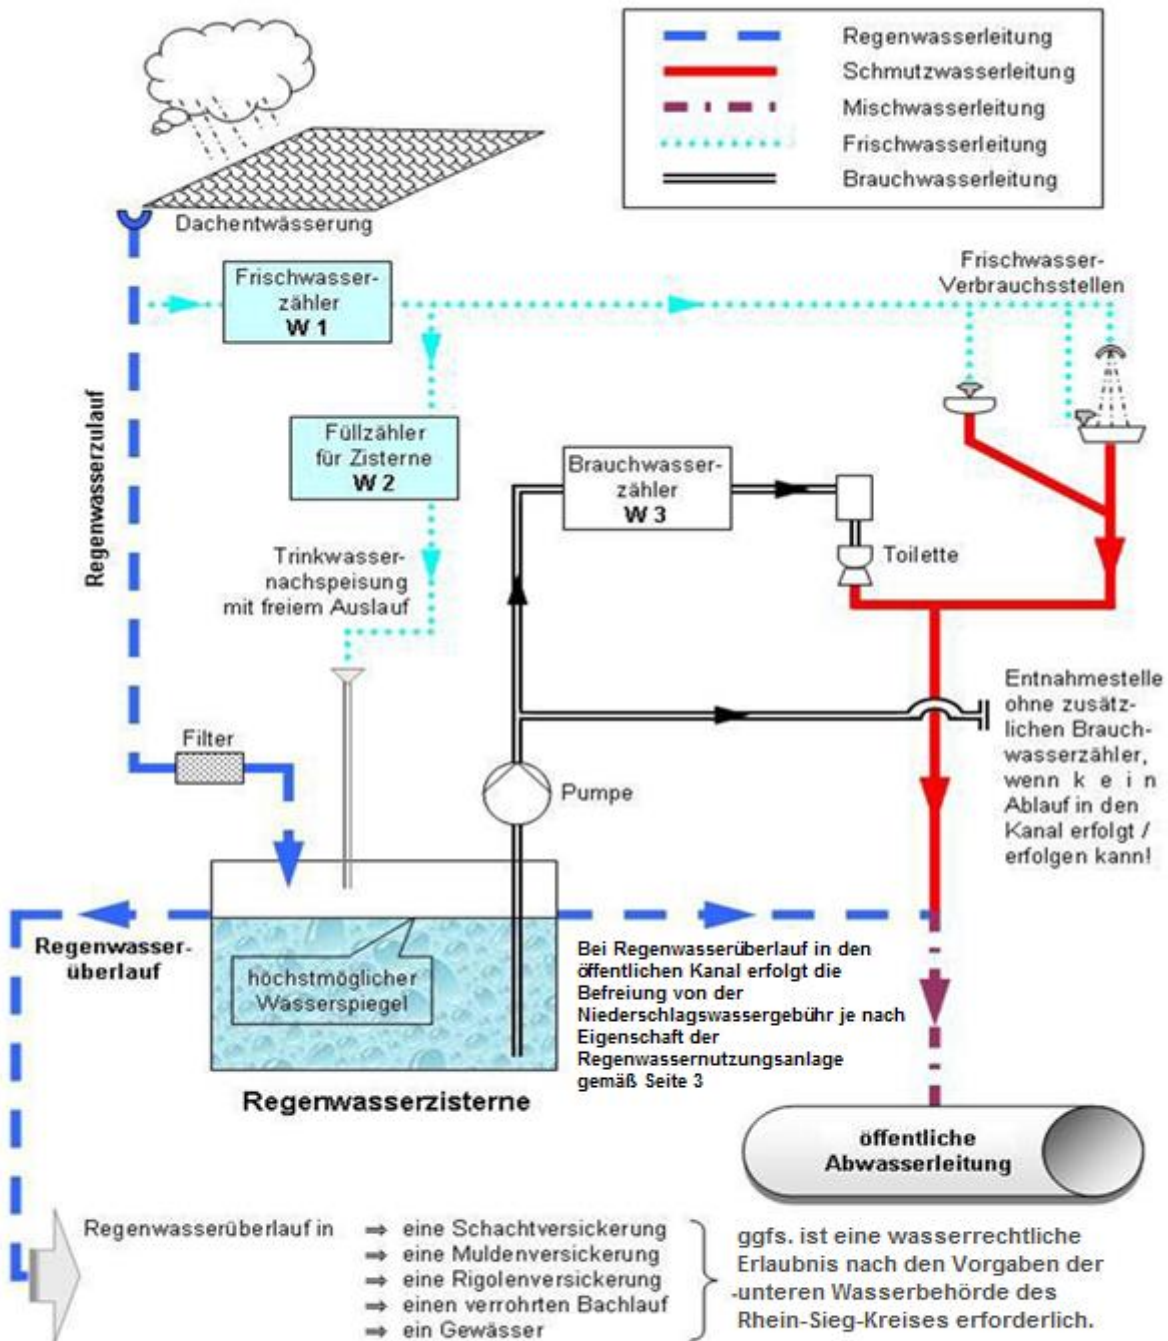 Regenwasserleitung
Schmutzwasserleitung
Mischwasserleitung
Frischwasserleitung
Brauchwasserleitung
Dachentwässerung
Frischwasser-
Verbrauchsstellen
Frischwasser-
zähler
W 1
Regenwasserzulauf
Füllzähler
für Zisterne
W 2
Brauchwasser-
zähler
W 3
Toilette
Trinkwasser-
nachspeisung
mit freiem Auslauf
Entnahmestelle
ohne zusätz-
lichen Brauch-
wasserzähler,
wenn k e i n
Ablauf in den
Kanal erfolgt /
erfolgen kann!
Filter
Pumpe
Regenwasser-
überlauf
höchstmöglicher
Wasserspiegel
Bei Regenwasserüberlauf in den
öffentlichen Kanal erfolgt die
Befreiung von der
Niederschlagswassergebühr je nach
Eigenschaft der
Regenwassernutzungsanlage
gemäß Seite 3
Regenwasserzisterne
öffentliche
Abwasserleitung
Regenwasserüberlauf in
⇒ eine Schachtversickerung
⇒ eine Muldenversickerung
⇒ eine Rigolenversickerung
⇒ einen verrohrten Bachlauf
⇒ ein Gewässer
ggfs. ist eine wasserrechtliche
Erlaubnis nach den Vorgaben der
-unteren Wasserbehörde des
Rhein-Sieg-Kreises erforderlich.